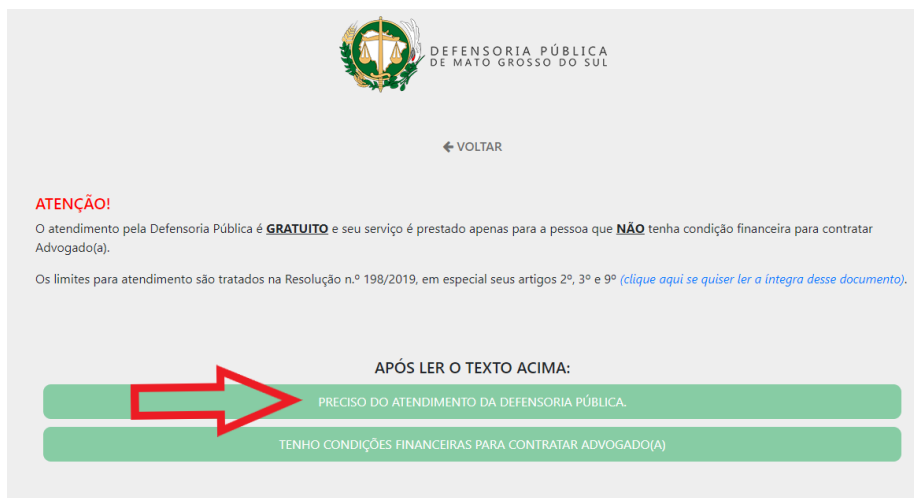 DEFENSORIA PÚBLICA
DE MATO GROSSO DO SUL
VOLTAR
ATENÇÃO!
O atendimento pela Defensoria Pública é GRATUITO e seu serviço é prestado apenas para a pessoa que NÃO tenha condição financeira para contratar
Advogado(a).
Os limites para atendimento são tratados na Resolução n.º 198/2019, em especial seus artigos 2º, 3º e 9º (clique aqui se quiser ler a íntegra desse documento).
APÓS LER O TEXTO ACIMA:
PRECISO DO ATENDIMENTO DA DEFENSORIA PÚBLICA.
TENHO CONDIÇÕES FINANCEIRAS PARA CONTRATAR ADVOGADO(A)